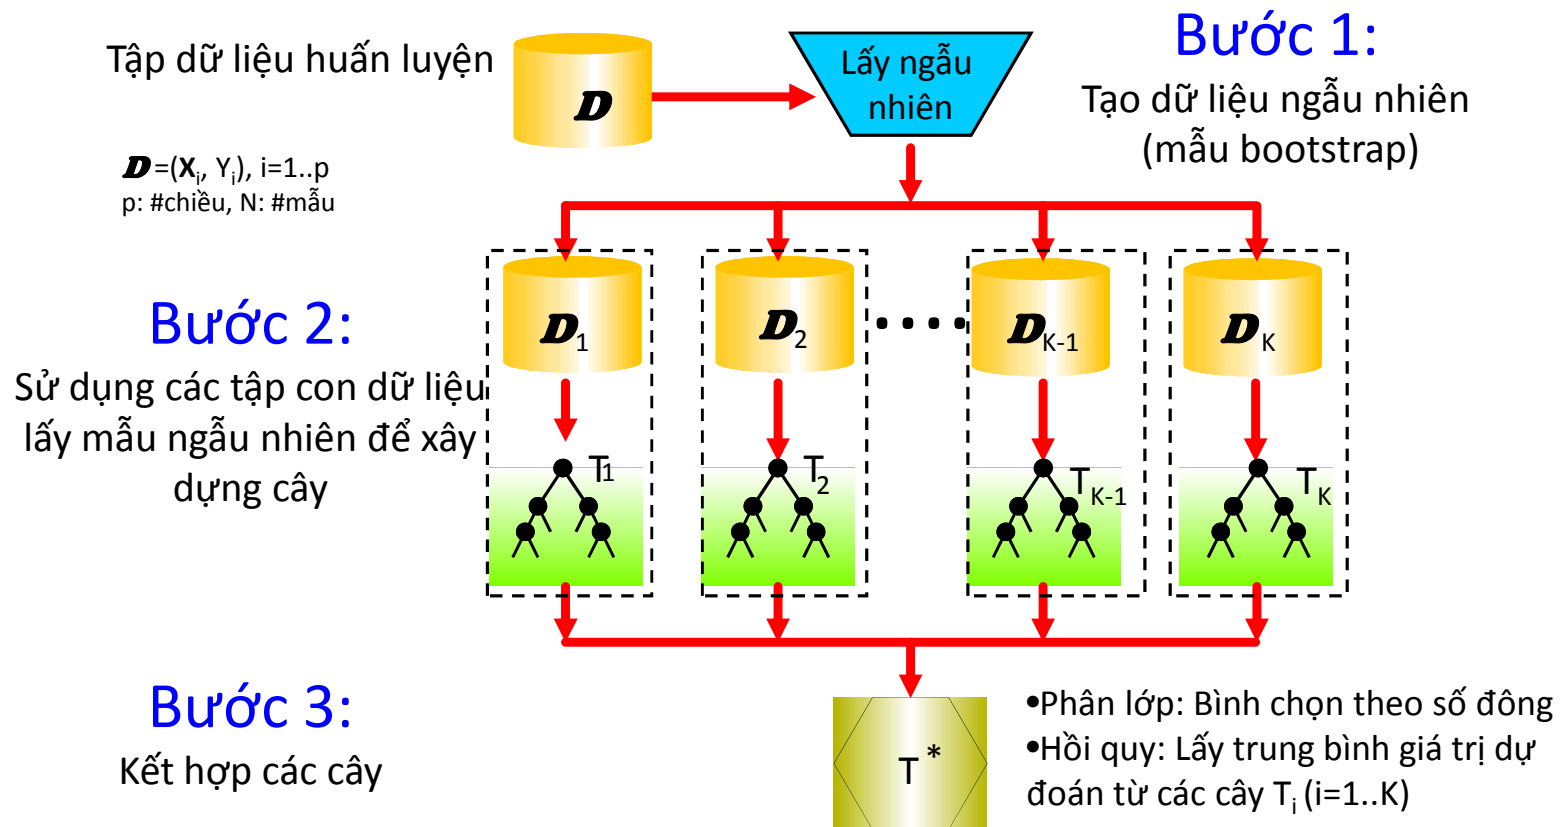 Tập dữ liệu huấn luyện
D
Lấy ngẫu
nhiên
Bước 1:
Tạo dữ liệu ngẫu nhiên
(mẫu bootstrap)
D=(Xi, Yi), i=1..p
p: #chiều, N: #mẫu
Bước 2:
Sử dụng các tập con dữ liệu
lấy mẫu ngẫu nhiên để xây
dựng cây
D1
D2
....
DK-1
DK
T1
T2
TK-1
TK
Bước 3:
Kết hợp các cây
T*
•Phân lớp: Bình chọn theo số đông
•Hồi quy: Lấy trung bình giá trị dự
đoán từ các cây Ti (i=1..K)